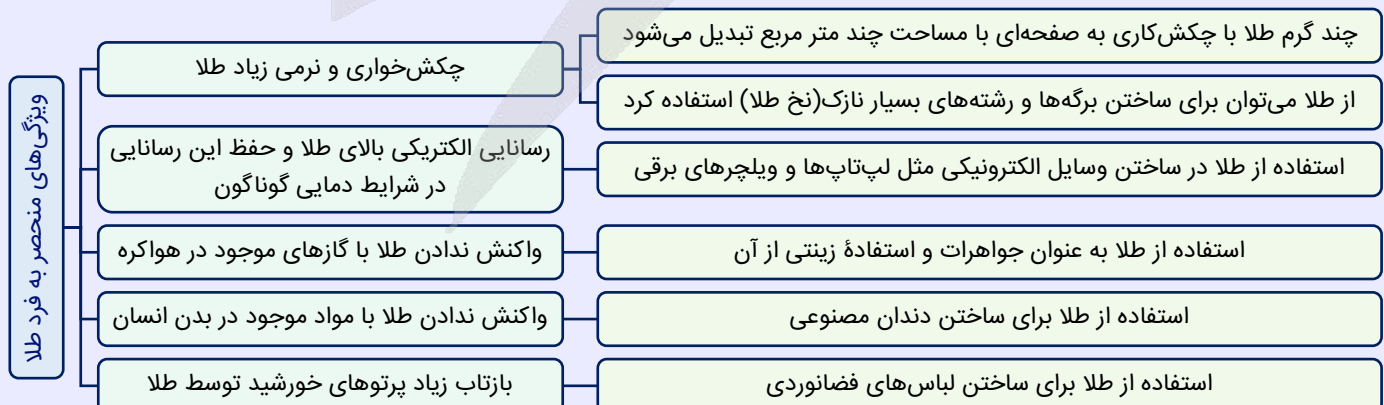 ویژگی‌های منحصر به فرد طلا
چکش‌خواری و نرمی زیاد طلا
چند گرم طلا با چکش‌کاری به صفحه‌ای با مساحت چند متر مربع تبدیل می‌شود
از طلا می‌توان برای ساختن برگه‌ها و رشته‌های بسیار نازک(نخ طلا) استفاده کرد
رسانایی الکتریکی بالای طلا و حفظ این رسانایی
در شرایط دمایی گوناگون
استفاده از طلا در ساختن وسایل الکترونیکی مثل لپ‌تاپ‌ها و ویلچرهای برقی
واکنش ندادن طلا با گازهای موجود در هواکره
استفاده از طلا به عنوان جواهرات و استفادهٔ زینتی از آن
واکنش ندادن طلا با مواد موجود در بدن انسان
استفاده از طلا برای ساختن دندان مصنوعی
بازتاب زیاد پرتوهای خورشید توسط طلا
استفاده از طلا برای ساختن لباس‌های فضانوردی